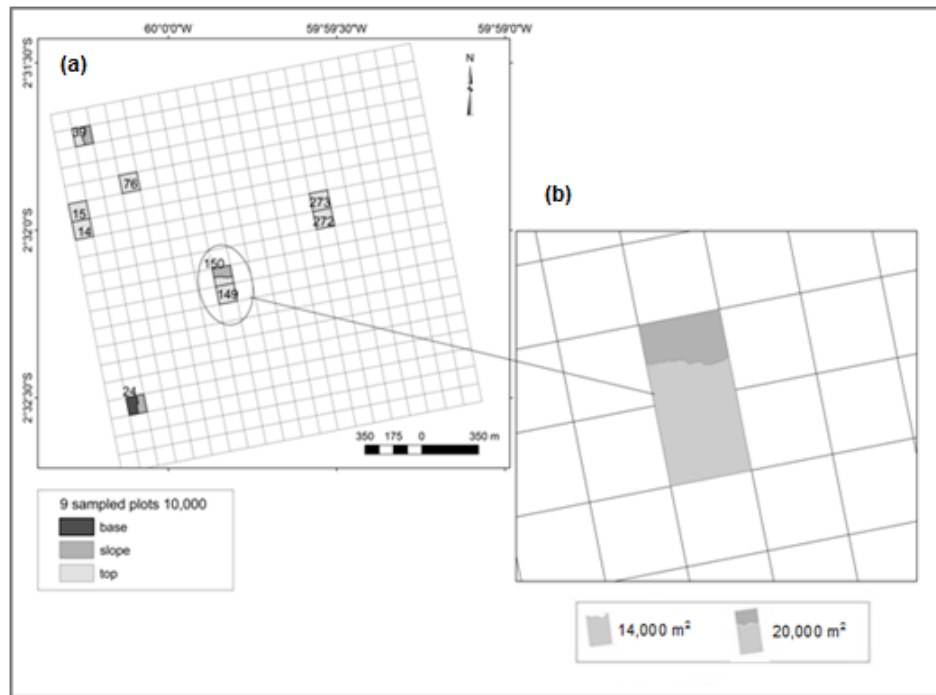 60°0'0"W
59°59'30"W
59°59'0"W
2°31'30"S
2°32'0"S
2°32'30"S
(a)
N
39
76
15
14
273
272
150
149
24
350 175 0 350 m
9 sampled plots 10,000
base
slope
top
(b)
14,000 m²
20,000 m²